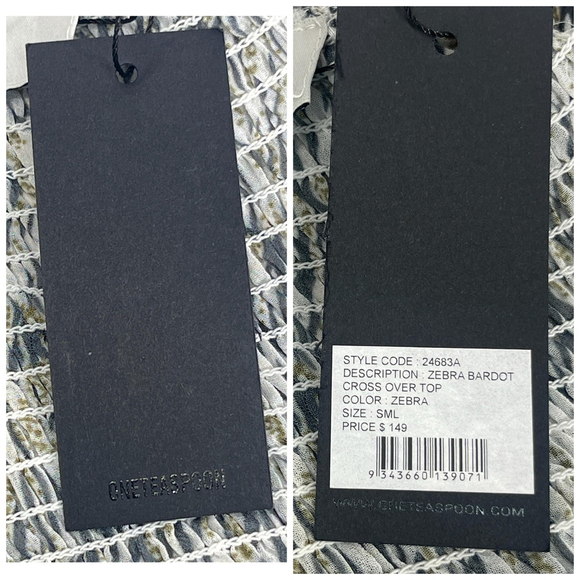 ONETEASPOON
STYLE CODE : 24683A
DESCRIPTION : ZEBRA BARDOT
CROSS OVER TOP
COLOR : ZEBRA
SIZE : SML
PRICE $ 149
9 343660 139071
WWW.ONETEASPOON.COM